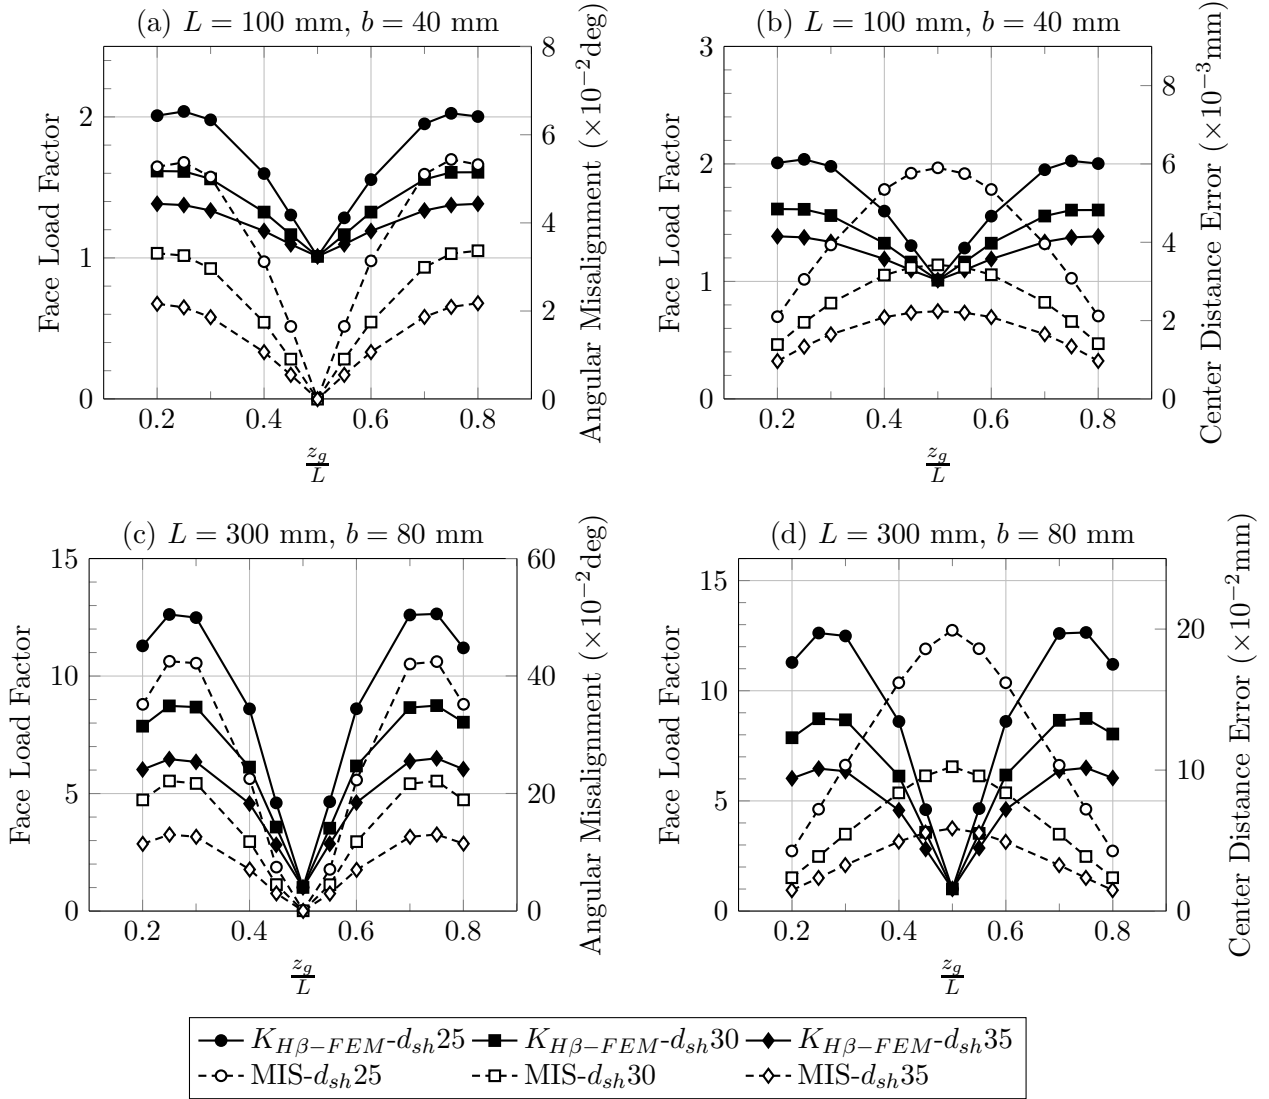 (a) L = 100 mm, b = 40 mm
Face Load Factor
0
1
2
0
2
4
6
8
Angular Misalignment (×10⁻²deg)
0.2 0.4 0.6 0.8
z_g/L
(b) L = 100 mm, b = 40 mm
Face Load Factor
0
1
2
3
0
2
4
6
8
Center Distance Error (×10⁻³mm)
0.2 0.4 0.6 0.8
z_g/L
(c) L = 300 mm, b = 80 mm
Face Load Factor
0
5
10
15
0
20
40
60
Angular Misalignment (×10⁻²deg)
0.2 0.4 0.6 0.8
z_g/L
(d) L = 300 mm, b = 80 mm
Face Load Factor
0
5
10
15
0
10
20
Center Distance Error (×10⁻²mm)
0.2 0.4 0.6 0.8
z_g/L
K_{Hβ−FEM}-d_{sh}25 K_{Hβ−FEM}-d_{sh}30 K_{Hβ−FEM}-d_{sh}35
MIS-d_{sh}25 MIS-d_{sh}30 MIS-d_{sh}35